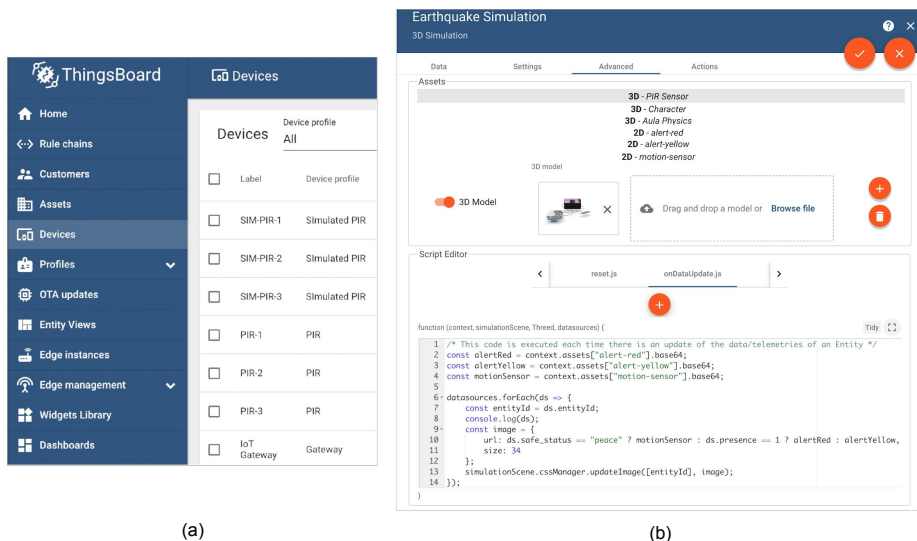 ThingsBoard
Home
Rule chains
Customers
Assets
Devices
Profiles
OTA updates
Entity Views
Edge instances
Edge management
Widgets Library
Dashboards
Devices
Devices
Device profile
All
Label Device profile
SIM-PIR-1 SImulated PIR
SIM-PIR-2 SImulated PIR
SIM-PIR-3 SImulated PIR
PIR-1 PIR
PIR-2 PIR
PIR-3 PIR
IoT
Gateway Gateway
(a)
Earthquake Simulation
3D Simulation
Data Settings Advanced Actions
Assets
3D - PIR Sensor
3D - Character
3D - Aula Physics
2D - alert-red
2D - alert-yellow
2D - motion-sensor
3D model
3D Model
Drag and drop a model or Browse file
Script Editor
reset.js onDataUpdate.js
function (context, simulationScene, Threed, datasources) {
Tidy
1 /* This code is executed each time there is an update of the data/telemetries of an Entity */
2 const alertRed = context.assets["alert-red"].base64;
3 const alertYellow = context.assets["alert-yellow"].base64;
4 const motionSensor = context.assets["motion-sensor"].base64;
5
6 datasources.forEach(ds => {
7 const entityId = ds.entityId;
8 console.log(ds);
9 const image = {
10 url: ds.safe_status == "peace" ? motionSensor : ds.presence == 1 ? alertRed : alertYellow,
11 size: 34
12 };
13 simulationScene.cssManager.updateImage([entityId], image);
14 });
}
(b)